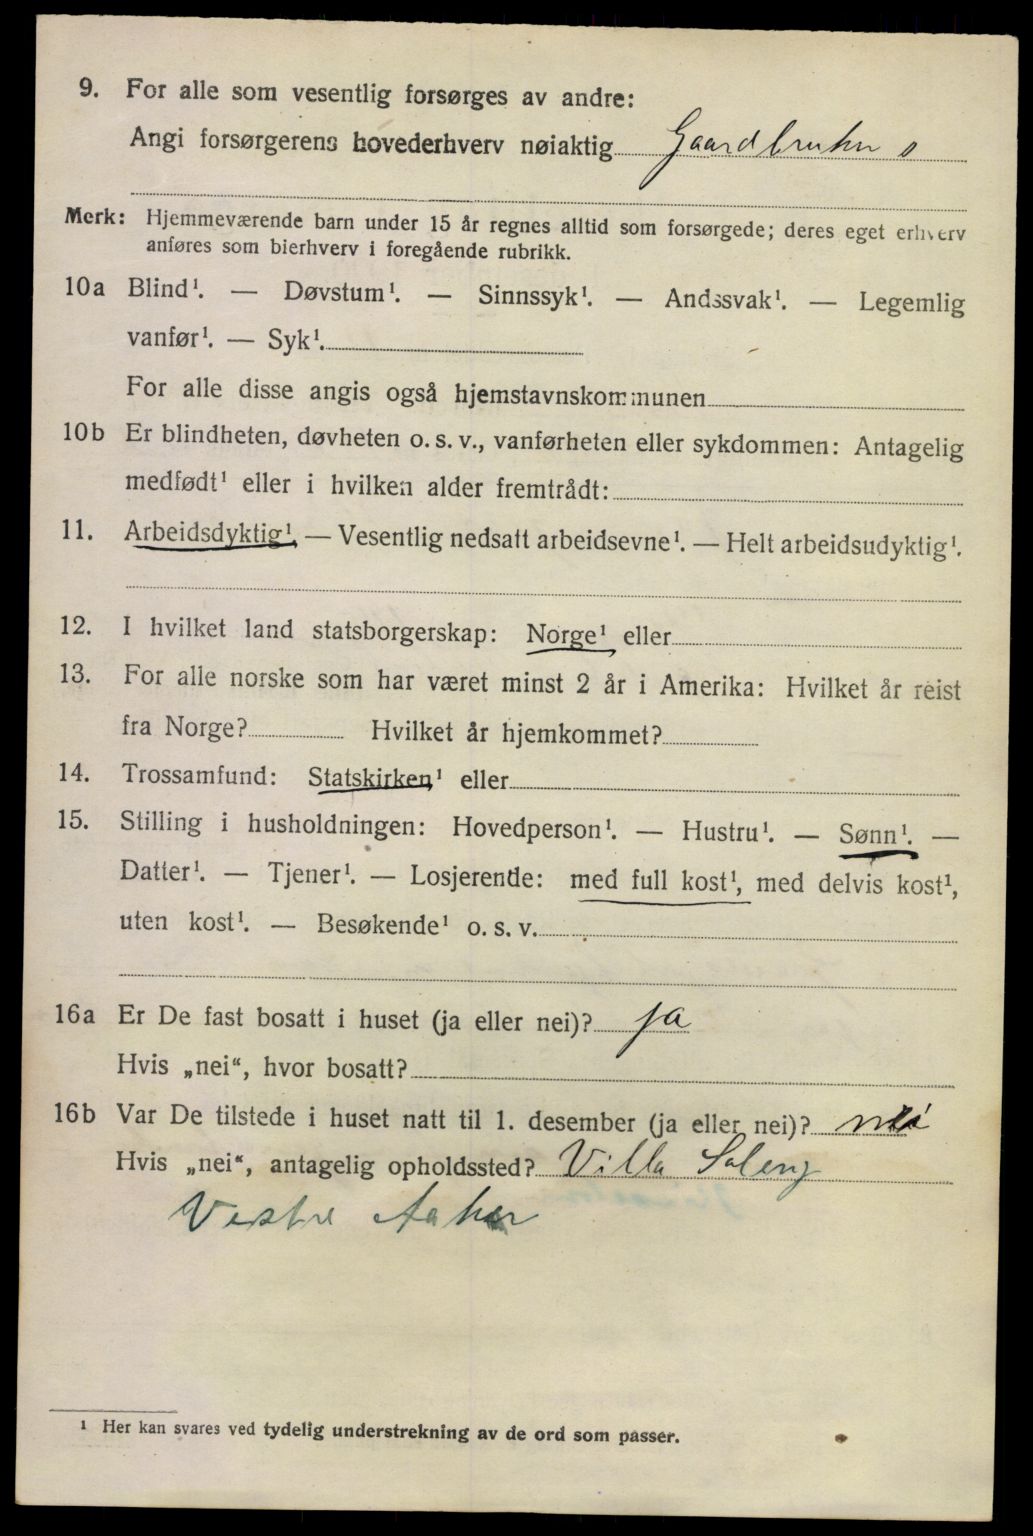 9. For alle som vesentlig forsørges av andre:
Angi forsørgerens hovederhverv nøiaktig Gaardbruker
Merk: Hjemmeværende barn under 15 år regnes alltid som forsørgede; deres eget erhverv
anføres som bierhverv i foregående rubrikk.
10a Blind¹. — Døvstum¹. — Sinnssyk¹. — Andssvak¹. — Legemlig
vanfør¹. — Syk¹.
For alle disse angis også hjemstavnskommunen
10b Er blindheten, døvheten o. s. v., vanførheten eller sykdommen: Antagelig
medfødt¹ eller i hvilken alder fremtrådt:
11. Arbeidsdyktig¹. — Vesentlig nedsatt arbeidsevne¹. — Helt arbeidsudyktig¹.
12. I hvilket land statsborgerskap: Norge¹ eller
13. For alle norske som har været minst 2 år i Amerika: Hvilket år reist
fra Norge? Hvilket år hjemkommet?
14. Trossamfund: Statskirken¹ eller
15. Stilling i husholdningen: Hovedperson¹. — Hustru¹. — Sønn¹. —
Datter¹. — Tjener¹. — Losjerende: med full kost¹, med delvis kost¹,
uten kost¹. — Besøkende¹ o. s. v.
16a Er De fast bosatt i huset (ja eller nei)? ja
Hvis „nei“, hvor bosatt?
16b Var De tilstede i huset natt til 1. desember (ja eller nei)? nei
Hvis „nei“, antagelig opholdssted? Villa Soleng
Vestre Aaker
¹ Her kan svares ved tydelig understrekning av de ord som passer.